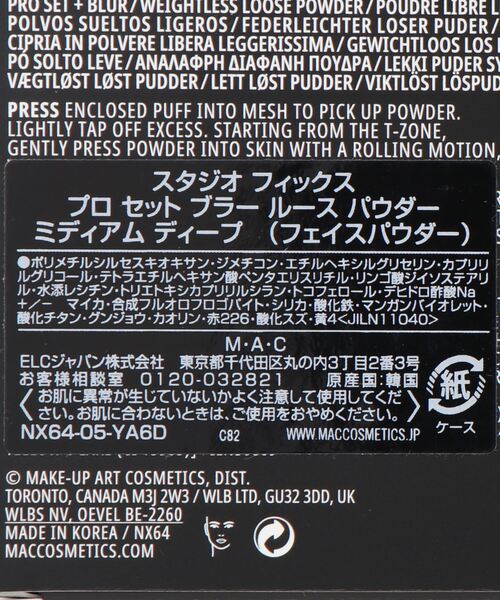 PRO SET + BLUR / WEIGHTLESS LOOSE POWDER / POUDRE LIBRE L
POLVOS SUELTOS LIGEROS / FEDERLEICHTER LOSER PUDER /
CIPRIA IN POLVERE LIBERA LEGGERISSIMA / GEWICHTLOOS LOS
PÓ SOLTO LEVE / ΑΝΑΛΑΦΡΗ ΔΙΑΦΑΝΗ ΠΟΥΔΡΑ / LEKKI PUDER SY
VÆGTLØST LØST PUDDER / LETT LØST PUDDER / VIKTLÖST LÖSPUD
PRESS ENCLOSED PUFF INTO MESH TO PICK UP POWDER.
LIGHTLY TAP OFF EXCESS. STARTING FROM THE T-ZONE,
GENTLY PRESS POWDER INTO SKIN WITH A ROLLING MOTION,
スタジオ フィックス
プロ セット ブラー ルース パウダー
ミディアム ディープ （フェイスパウダー）
●ポリメチルシルセスキオキサン・ジメチコン・エチルヘキシルグリセリン・カプリリ
ルグリコール・テトラエチルヘキサン酸ペンタエリスリチル・リンゴ酸ジイソステアリ
ル・水添レシチン・トリエトキシカプリリルシラン・トコフェロール・デヒドロ酢酸Na
+/− マイカ・合成フルオロフロゴパイト・シリカ・酸化鉄・マンガンバイオレット・
酸化チタン・グンジョウ・カオリン・赤226・酸化スズ・黄4<JILN11040>
M・A・C
ELCジャパン株式会社 東京都千代田区丸の内3丁目2番3号
お客様相談室 0120-032821 原産国:韓国
お肌に異常が生じていないかよく注意して使用してくだ
さい。お肌に合わないときは、ご使用をおやめください。
紙
ケース
NX64-05-YA6D C82 WWW.MACCOSMETICS.COM
© MAKE-UP ART COSMETICS, DIST.
TORONTO, CANADA M3J 2W3 / WLB LTD, GU32 3DD, UK
WLBS NV, OEVEL BE-2260
MADE IN KOREA / NX64
MACCOSMETICS.COM